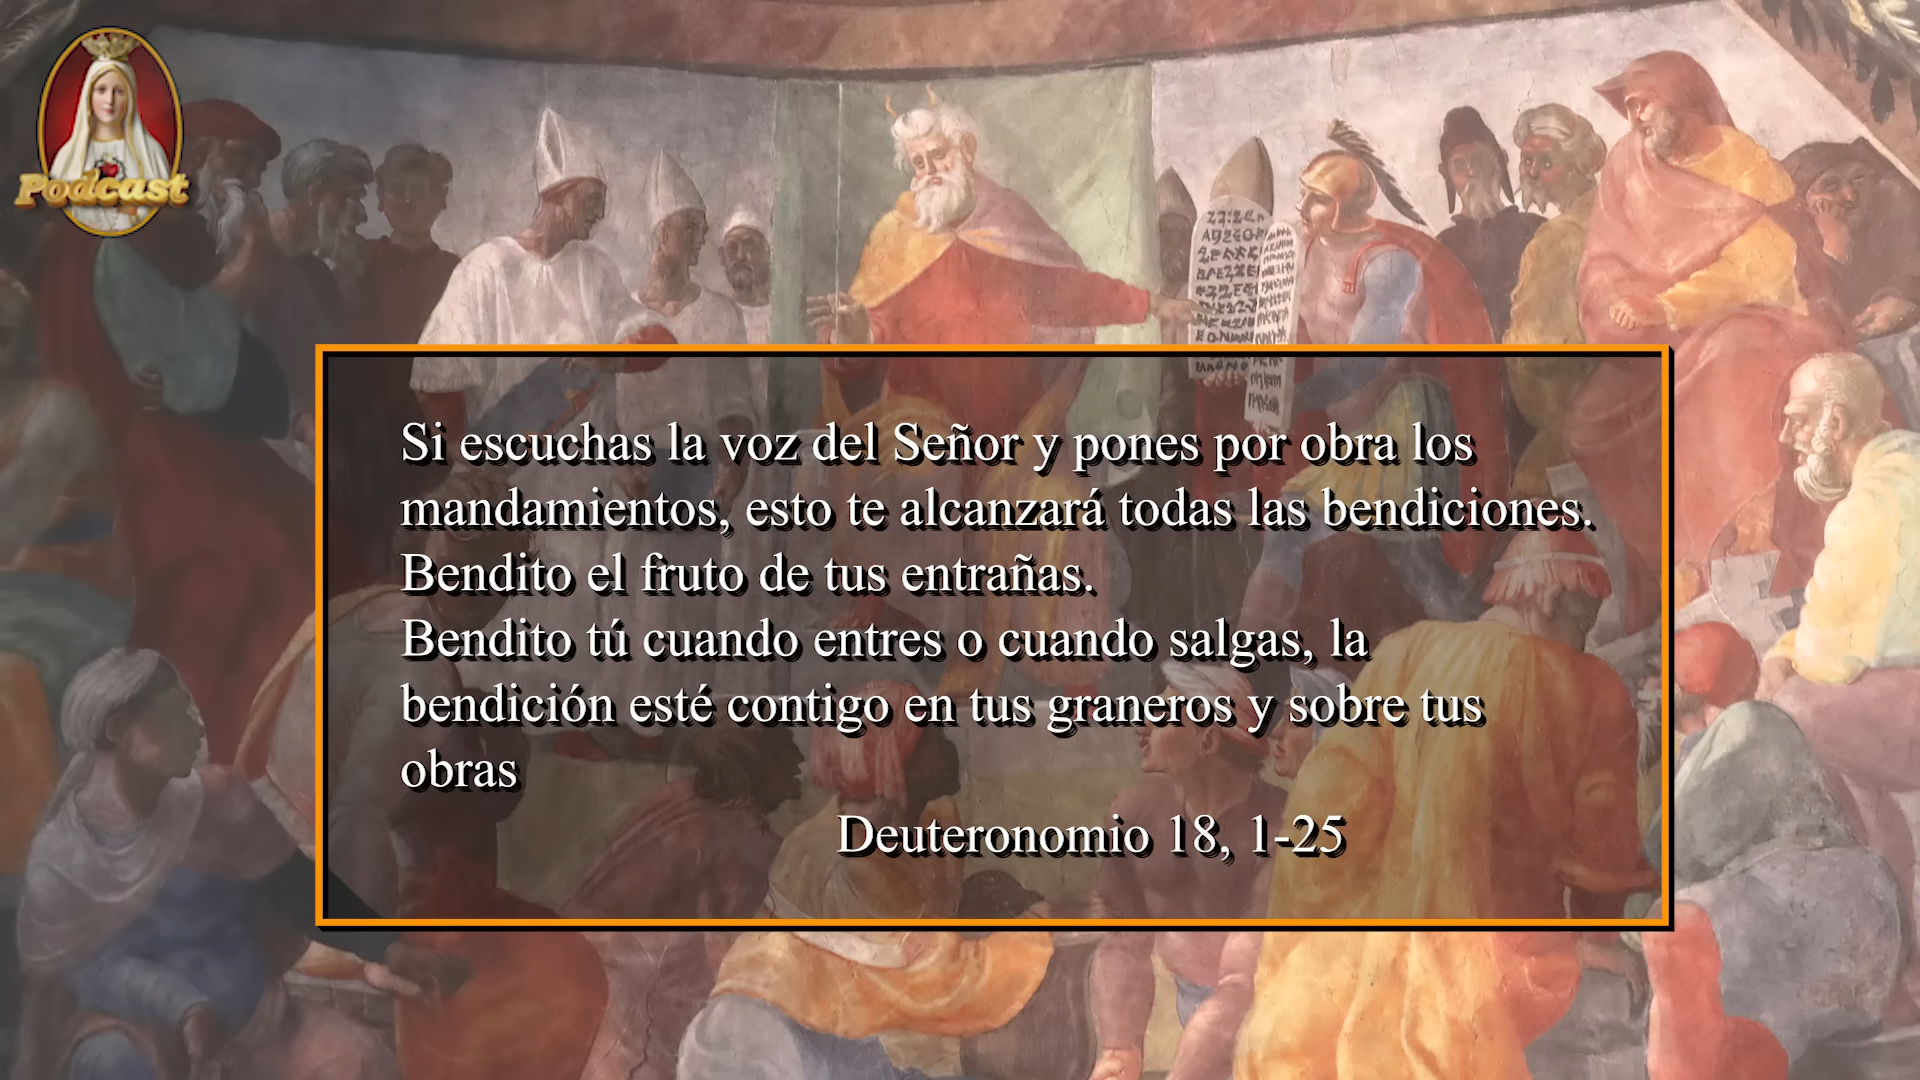 Podcast
Si escuchas la voz del Señor y pones por obra los
mandamientos, esto te alcanzará todas las bendiciones.
Bendito el fruto de tus entrañas.
Bendito tú cuando entres o cuando salgas, la
bendición esté contigo en tus graneros y sobre tus
obras
Deuteronomio 18, 1-25